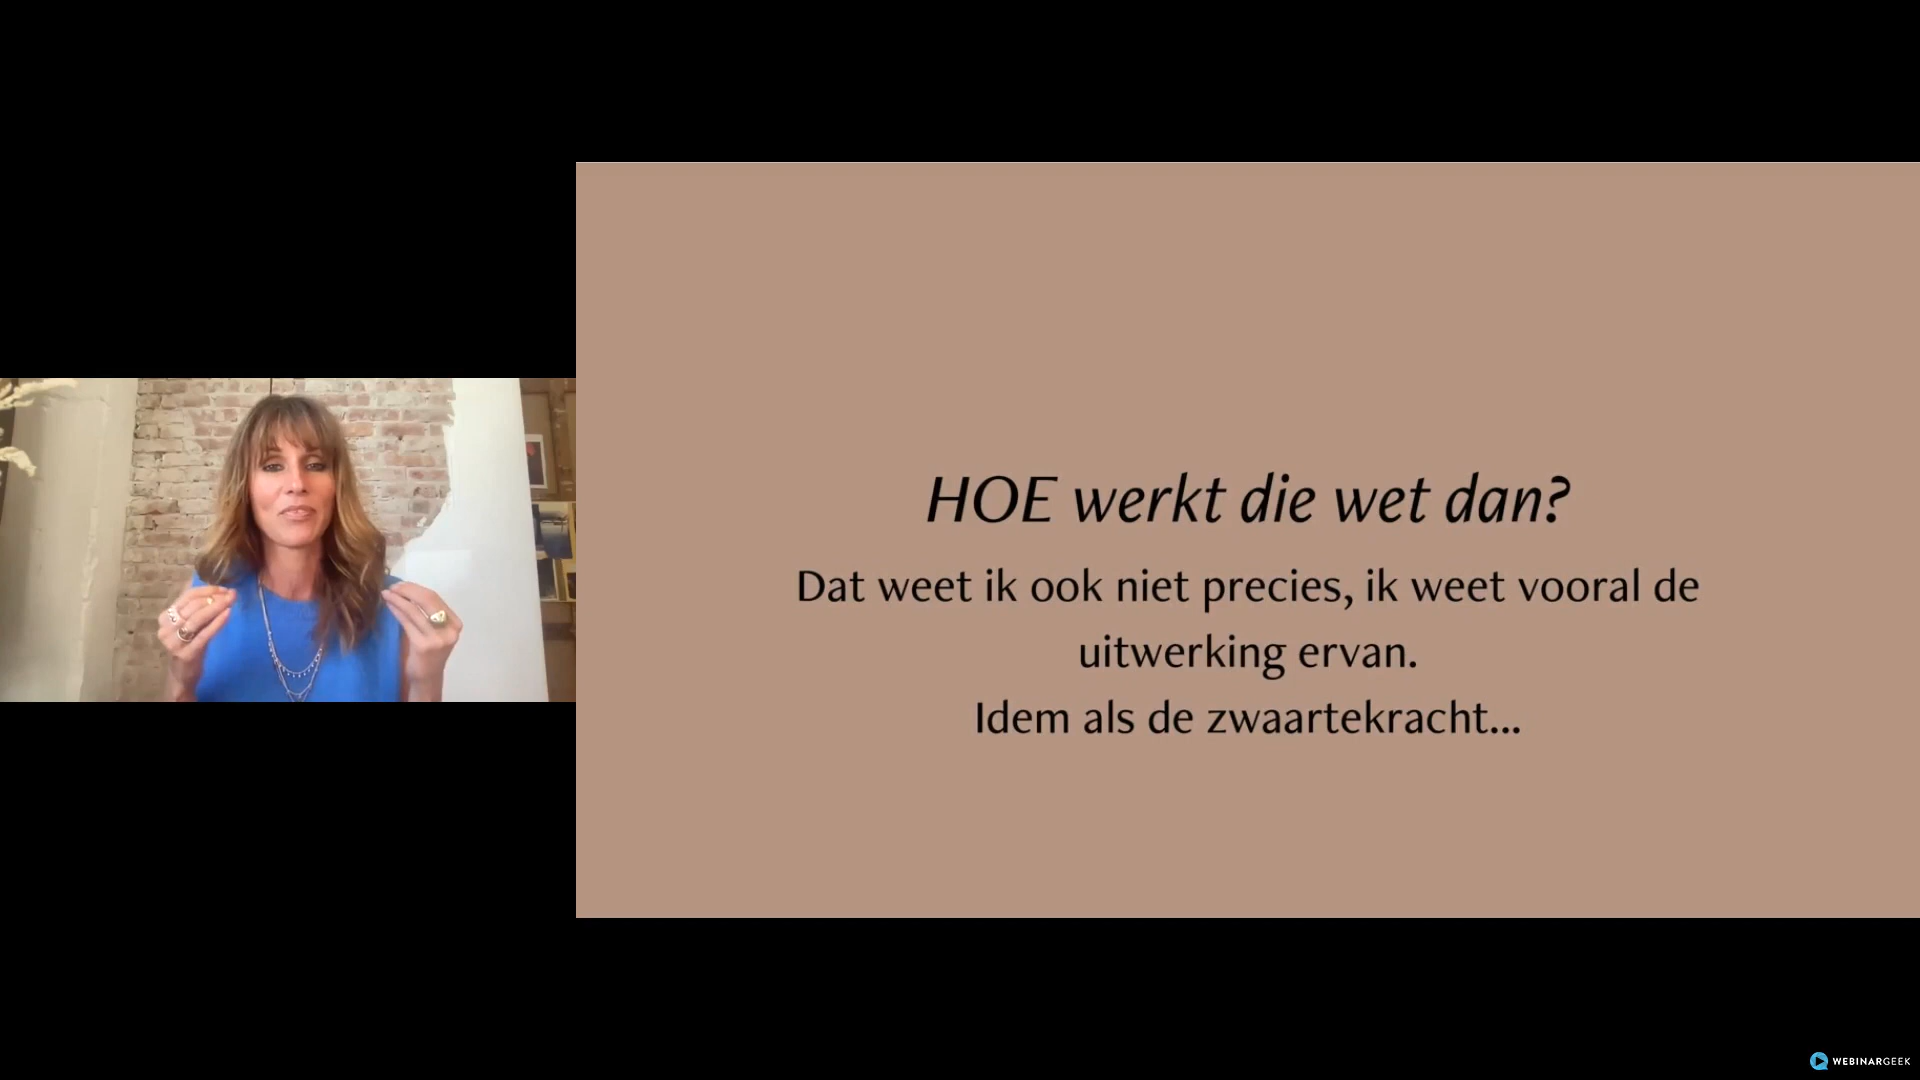 HOE werkt die wet dan?
Dat weet ik ook niet precies, ik weet vooral de
uitwerking ervan.
Idem als de zwaartekracht...
WEBINARGEEK